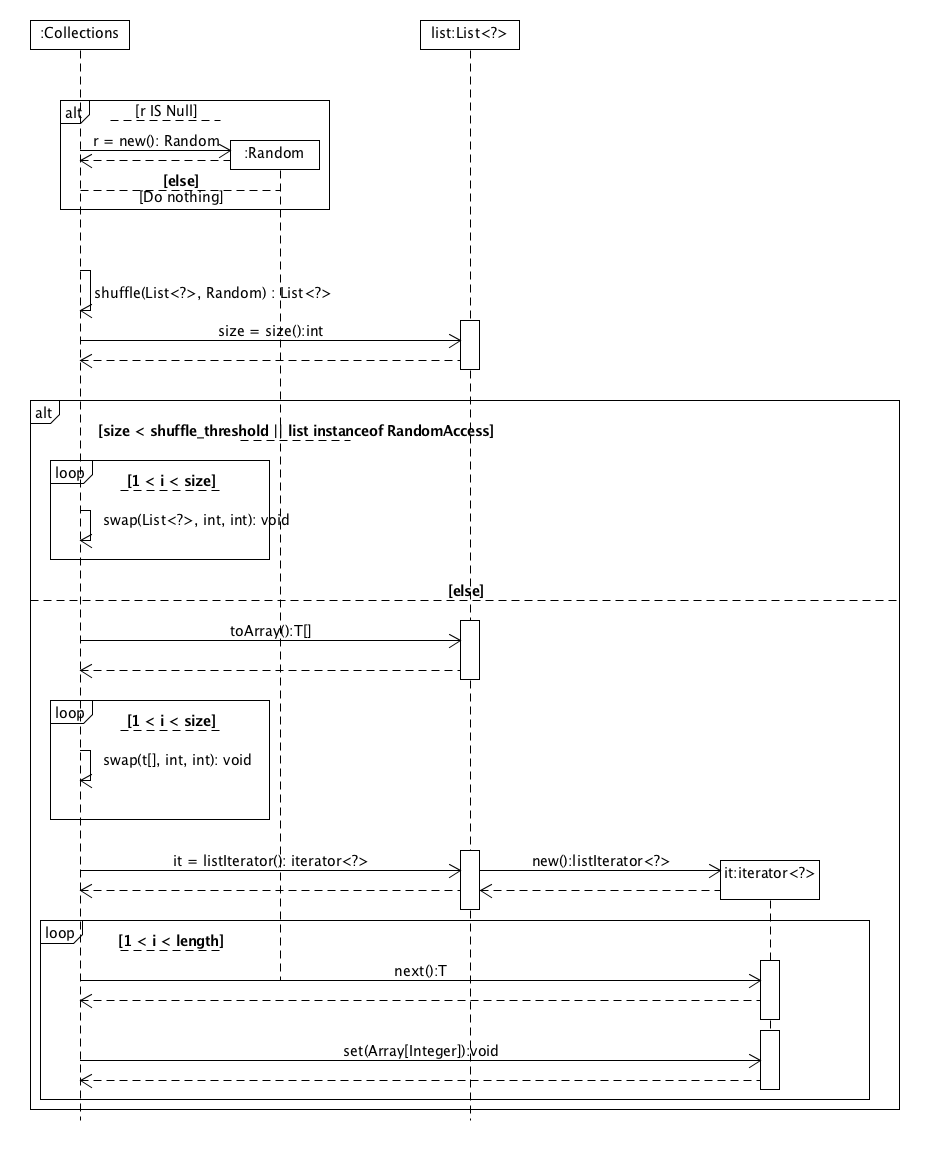 :Collections
list:List<?>
alt
[r IS Null]
r = new(): Random
:Random
[else]
[Do nothing]
shuffle(List<?>, Random) : List<?>
size = size():int
alt
[size < shuffle_threshold || list instanceof RandomAccess]
loop
[1 < i < size]
swap(List<?>, int, int): void
[else]
toArray():T[]
loop
[1 < i < size]
swap(t[], int, int): void
it = listIterator(): iterator<?>
new():listIterator<?>
it:iterator<?>
loop
[1 < i < length]
next():T
set(Array[Integer]):void